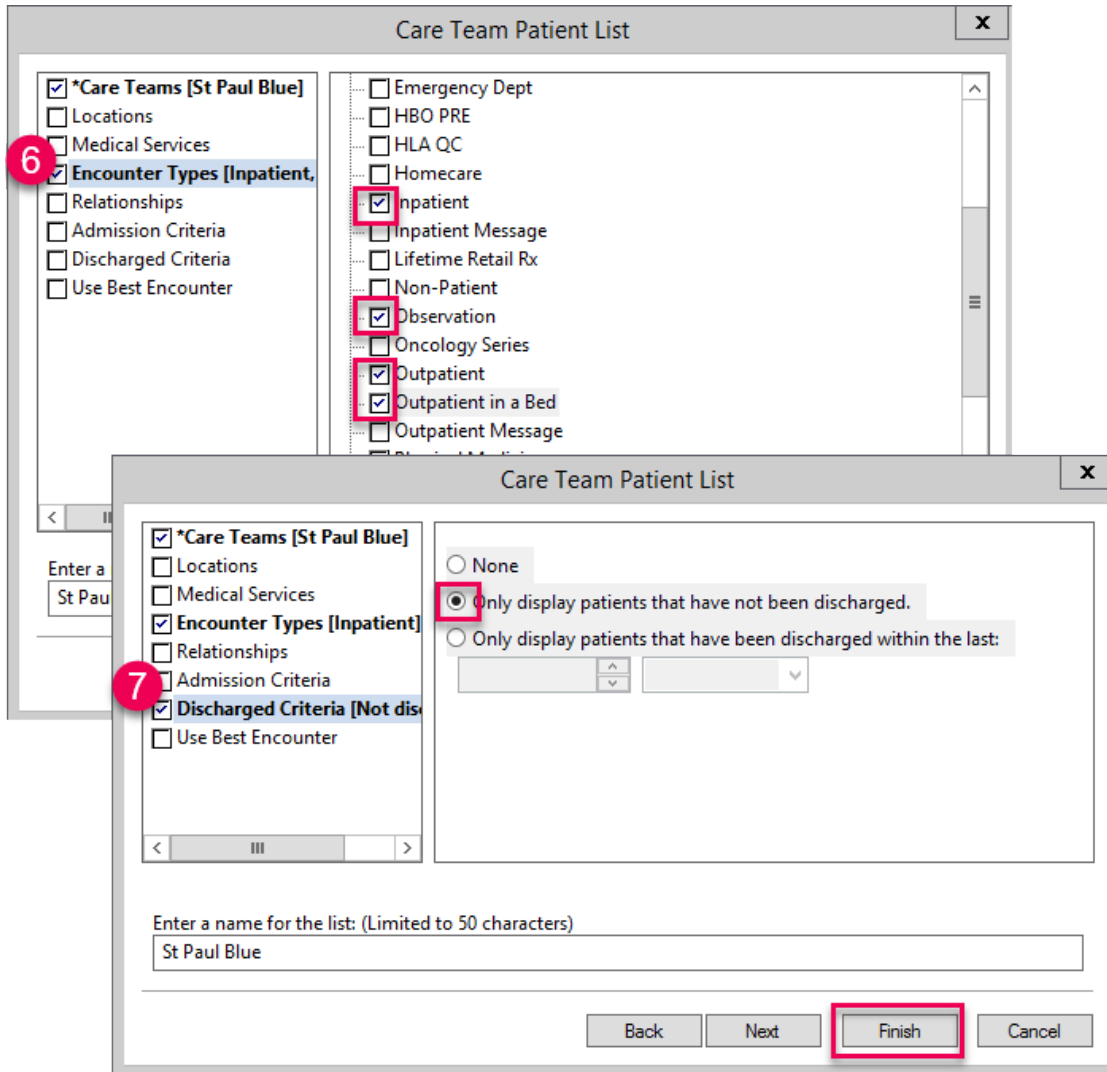 Care Team Patient List
x
*Care Teams [St Paul Blue]
Locations
Medical Services
6
Encounter Types [Inpatient,
Relationships
Admission Criteria
Discharged Criteria
Use Best Encounter
Emergency Dept
HBO PRE
HLA QC
Homecare
Inpatient
Inpatient Message
Lifetime Retail Rx
Non-Patient
Observation
Oncology Series
Outpatient
Outpatient in a Bed
Outpatient Message
Enter a
St Pau
Care Team Patient List
x
*Care Teams [St Paul Blue]
Locations
Medical Services
Encounter Types [Inpatient]
Relationships
7
Admission Criteria
Discharged Criteria [Not dis
Use Best Encounter
None
Only display patients that have not been discharged.
Only display patients that have been discharged within the last:
Enter a name for the list: (Limited to 50 characters)
St Paul Blue
Back
Next
Finish
Cancel